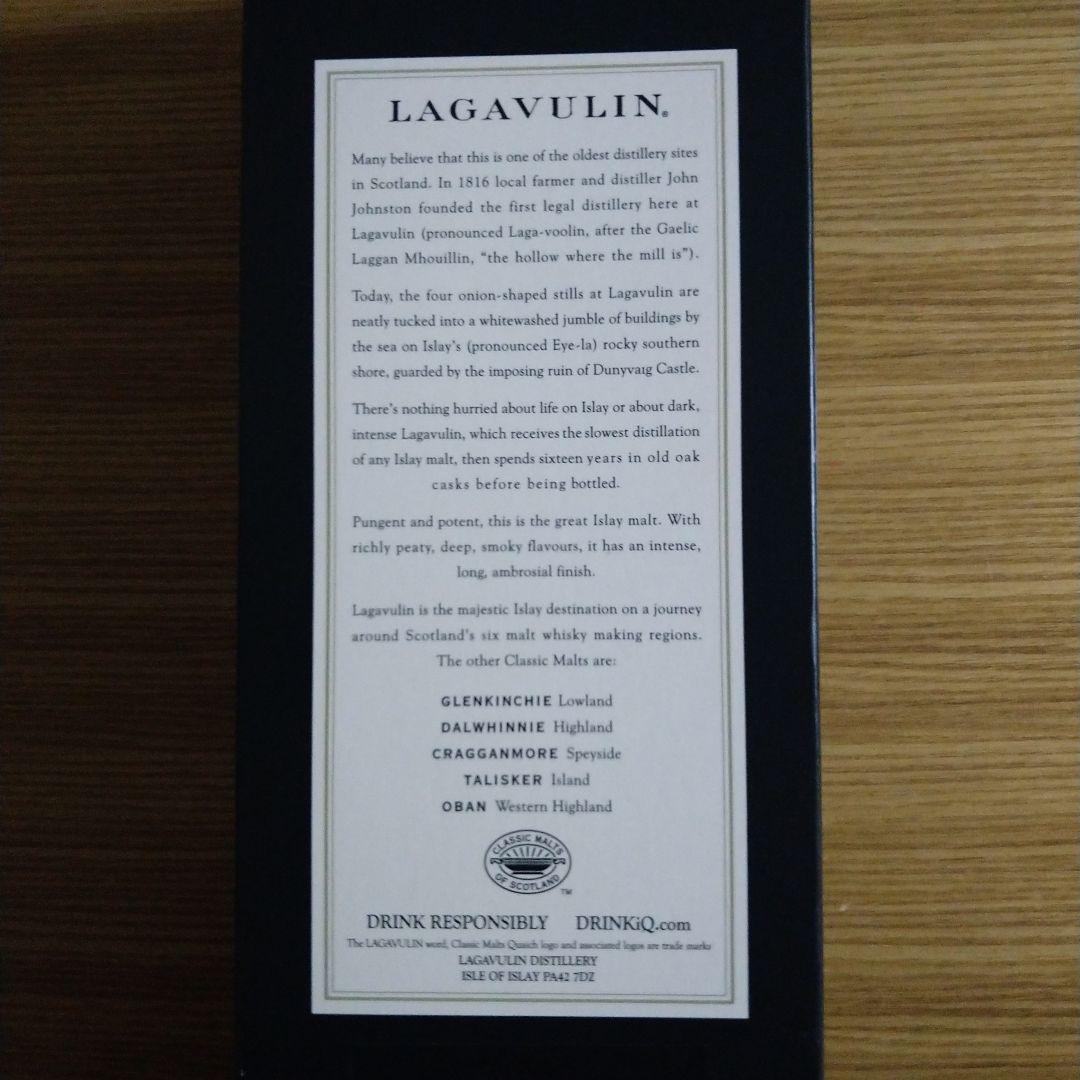 LAGAVULIN®
Many believe that this is one of the oldest distillery sites
in Scotland. In 1816 local farmer and distiller John
Johnston founded the first legal distillery here at
Lagavulin (pronounced Laga-voolin, after the Gaelic
Laggan Mhouillin, “the hollow where the mill is”).
Today, the four onion-shaped stills at Lagavulin are
neatly tucked into a whitewashed jumble of buildings by
the sea on Islay's (pronounced Eye-la) rocky southern
shore, guarded by the imposing ruin of Dunyvaig Castle.
There's nothing hurried about life on Islay or about dark,
intense Lagavulin, which receives the slowest distillation
of any Islay malt, then spends sixteen years in old oak
casks before being bottled.
Pungent and potent, this is the great Islay malt. With
richly peaty, deep, smoky flavours, it has an intense,
long, ambrosial finish.
Lagavulin is the majestic Islay destination on a journey
around Scotland's six malt whisky making regions.
The other Classic Malts are:
GLENKINCHIE Lowland
DALWHINNIE Highland
CRAGGANMORE Speyside
TALISKER Island
OBAN Western Highland
CLASSIC MALTS
OF SCOTLAND
TM
DRINK RESPONSIBLY DRINKiQ.com
The LAGAVULIN word, Classic Malts Quaich logo and associated logos are trade marks
LAGAVULIN DISTILLERY
ISLE OF ISLAY PA42 7DZ